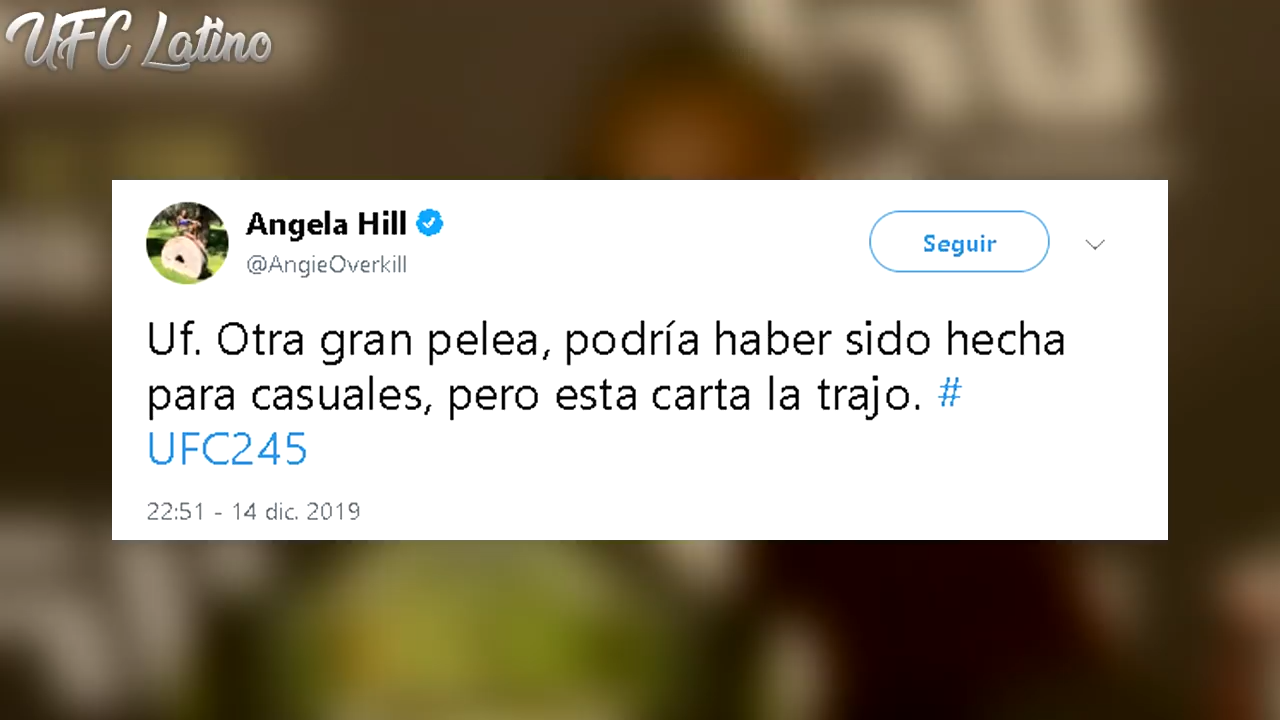 UFC Latino
Angela Hill
@AngieOverkill
Seguir
Uf. Otra gran pelea, podría haber sido hecha
para casuales, pero esta carta la trajo. #
UFC245
22:51 - 14 dic. 2019